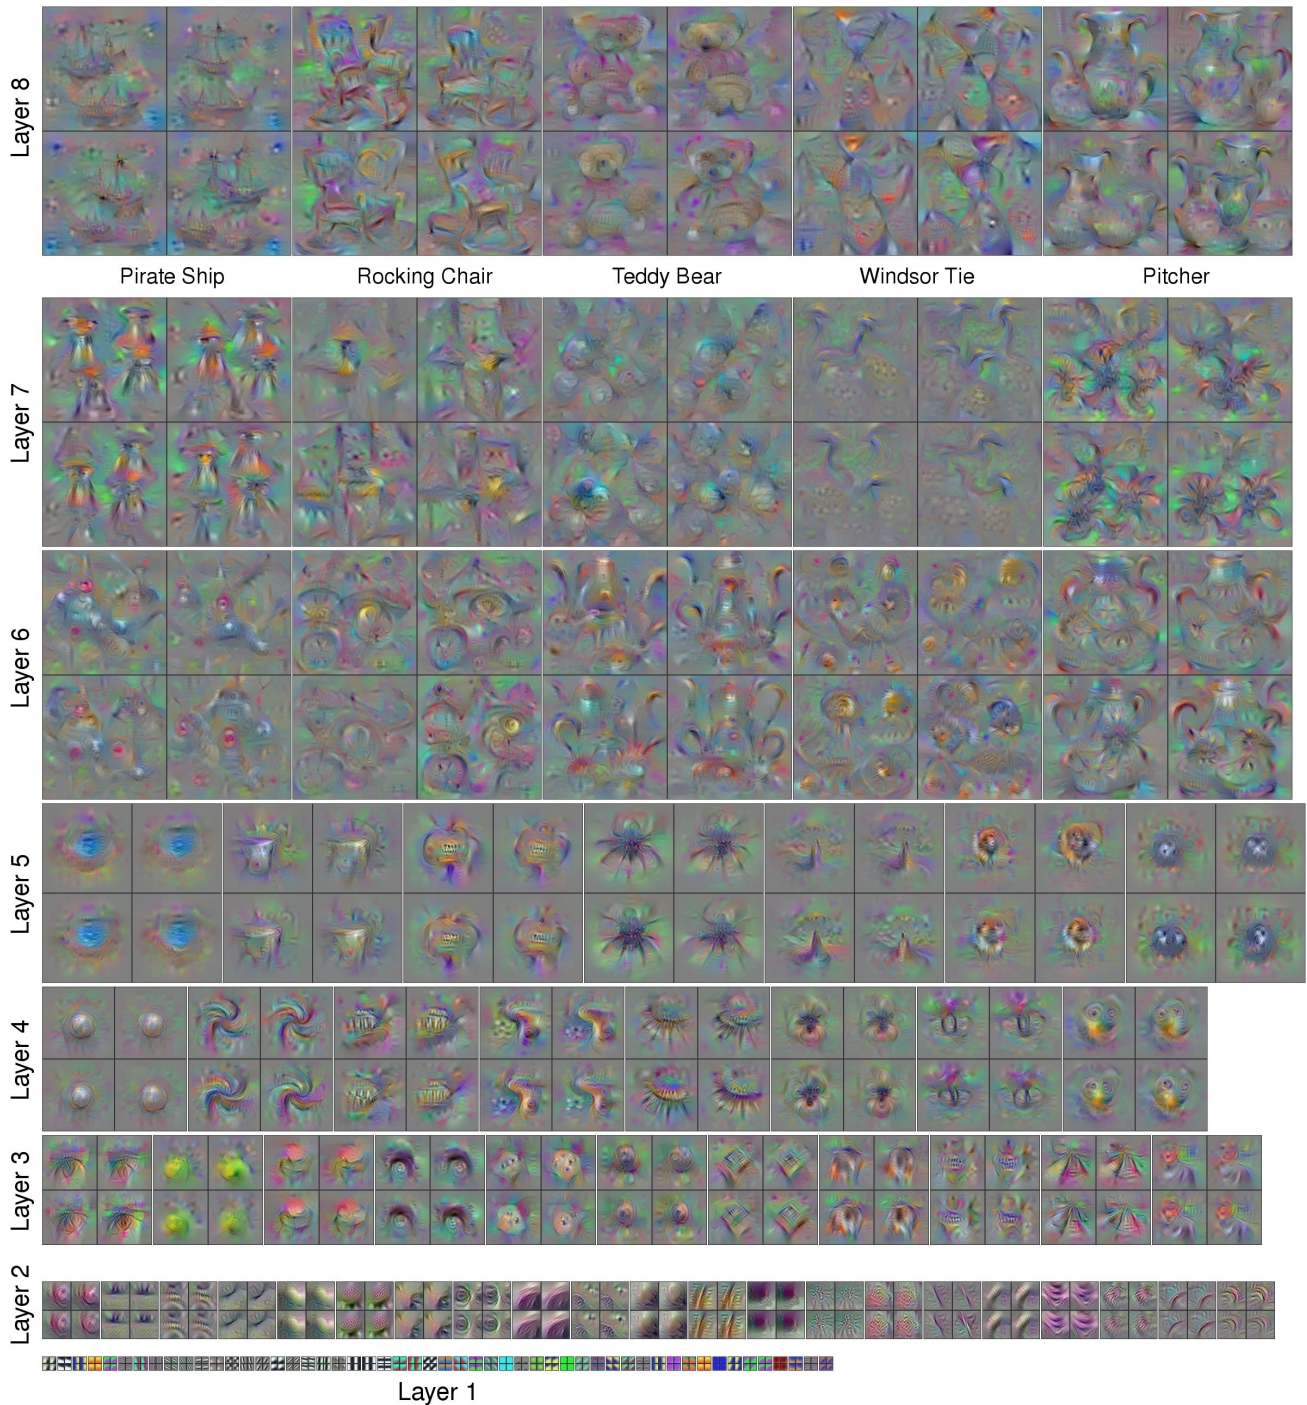 Layer 8
Pirate Ship
Rocking Chair
Teddy Bear
Windsor Tie
Pitcher
Layer 7
Layer 6
Layer 5
Layer 4
Layer 3
Layer 2
Layer 1